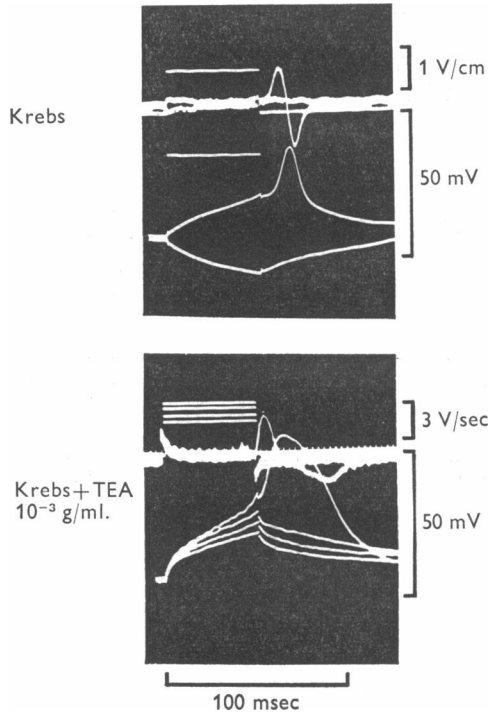 1 V/cm
Krebs
50 mV
3 V/sec
Krebs+TEA
10⁻³ g/ml.
50 mV
100 msec